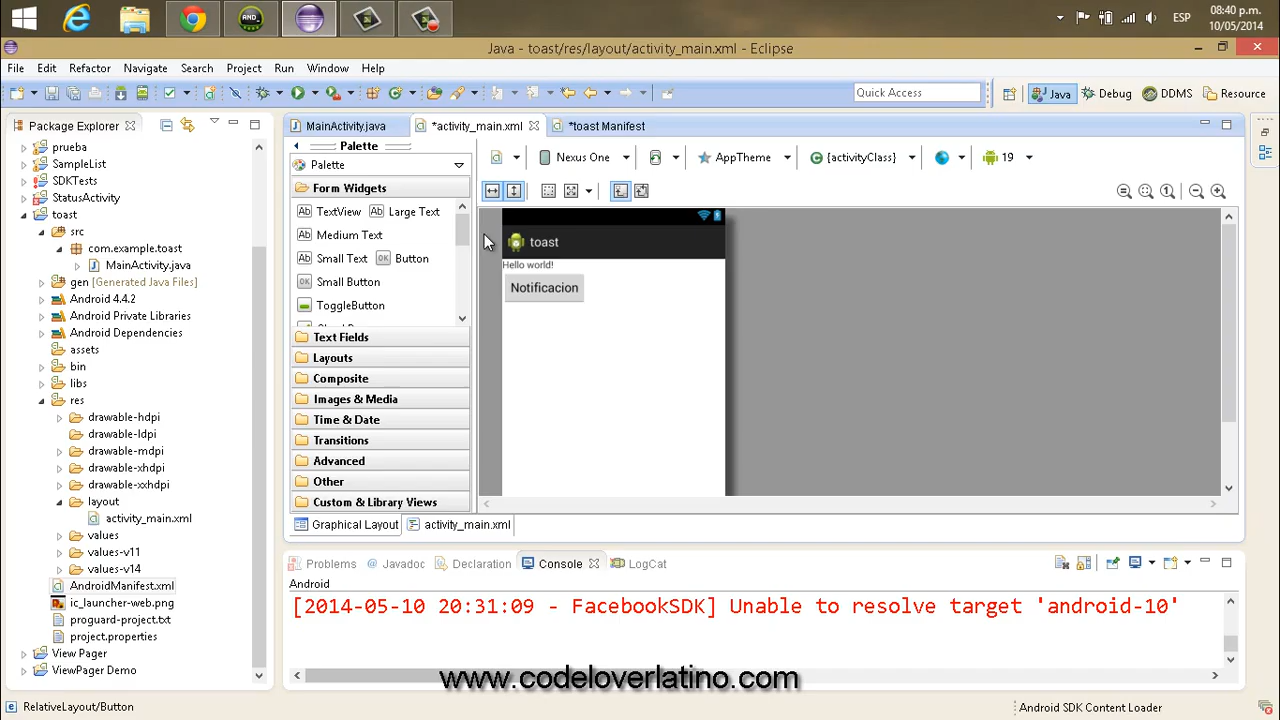 ESP
08:40 p.m.
10/05/2014
Java - toast/res/layout/activity_main.xml - Eclipse
File Edit Refactor Navigate Search Project Run Window Help
Quick Access
Java
Debug
DDMS
Resource
Package Explorer
prueba
SampleList
SDKTests
StatusActivity
toast
src
com.example.toast
MainActivity.java
gen [Generated Java Files]
Android 4.4.2
Android Private Libraries
Android Dependencies
assets
bin
libs
res
drawable-hdpi
drawable-ldpi
drawable-mdpi
drawable-xhdpi
drawable-xxhdpi
layout
activity_main.xml
values
values-v11
values-v14
AndroidManifest.xml
ic_launcher-web.png
proguard-project.txt
project.properties
View Pager
ViewPager Demo
MainActivity.java
*activity_main.xml
*toast Manifest
Palette
Palette
Form Widgets
Ab TextView Ab Large Text
Ab Medium Text
Ab Small Text OK Button
OK Small Button
ToggleButton
Text Fields
Layouts
Composite
Images & Media
Time & Date
Transitions
Advanced
Other
Custom & Library Views
Nexus One
AppTheme
{activityClass}
19
toast
Hello world!
Notificacion
Graphical Layout
activity_main.xml
Problems
Javadoc
Declaration
Console
LogCat
Android
[2014-05-10 20:31:09 - FacebookSDK] Unable to resolve target 'android-10'
www.codeloverlatino.com
RelativeLayout/Button
Android SDK Content Loader